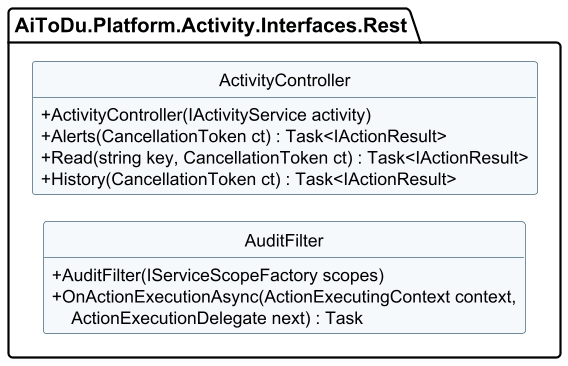 AiToDu.Platform.Activity.Interfaces.Rest
ActivityController
+ActivityController(IActivityService activity)
+Alerts(CancellationToken ct) : Task<IActionResult>
+Read(string key, CancellationToken ct) : Task<IActionResult>
+History(CancellationToken ct) : Task<IActionResult>
AuditFilter
+AuditFilter(IServiceScopeFactory scopes)
+OnActionExecutionAsync(ActionExecutingContext context,
ActionExecutionDelegate next) : Task